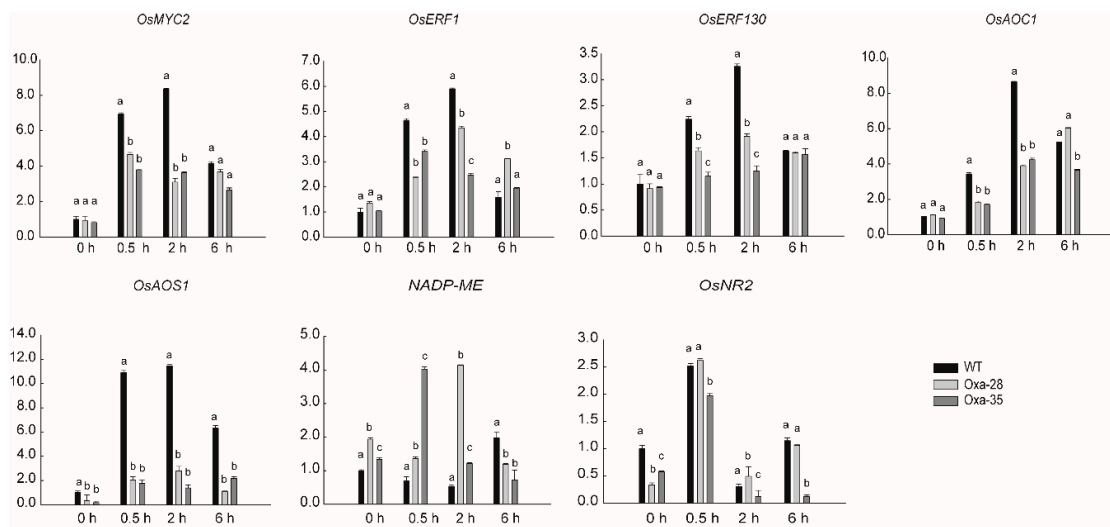 OsMYC2
10.0
8.0
6.0
4.0
2.0
0.0
a a a
a b b
a b b
a a a
0 h 0.5 h 2 h 6 h
OsERF1
7.0
6.0
5.0
4.0
3.0
2.0
1.0
0.0
a a a
a b a
a b c
a b a
0 h 0.5 h 2 h 6 h
OsERF130
3.5
3.0
2.5
2.0
1.5
1.0
0.5
0.0
a a a
a b c
a b c
a a a
0 h 0.5 h 2 h 6 h
OsAOC1
10.0
8.0
6.0
4.0
2.0
0.0
a a a
a b b
a b b
a a b
0 h 0.5 h 2 h 6 h
OsAOS1
14.0
12.0
10.0
8.0
6.0
4.0
2.0
0.0
a b b
a b b
a b b
a b b
0 h 0.5 h 2 h 6 h
NADP-ME
5.0
4.0
3.0
2.0
1.0
0.0
a b c
a b c
a b c
a b b
0 h 0.5 h 2 h 6 h
OsNR2
3.0
2.5
2.0
1.5
1.0
0.5
0.0
a b c
a a b
a b c
a a b
0 h 0.5 h 2 h 6 h
WT
Oxa-28
Oxa-35